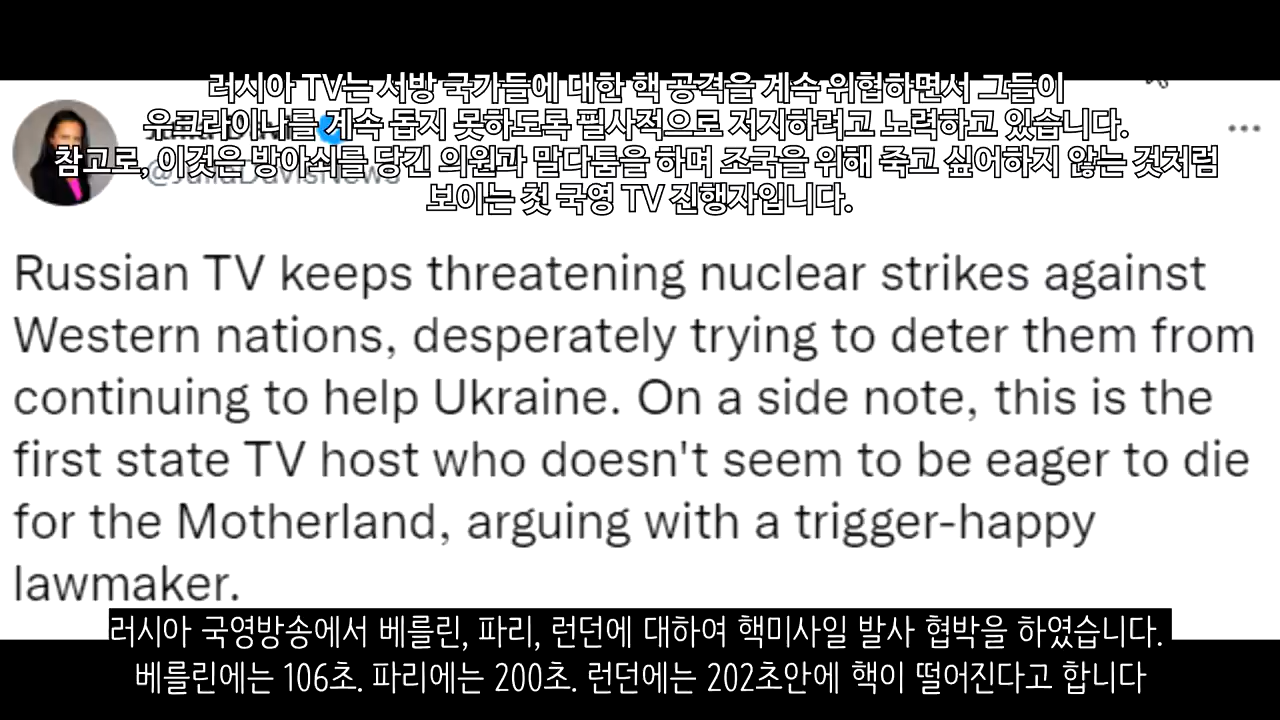 러시아 TV는 서방 국가들에 대한 핵 공격을 계속 위협하면서 그들이
우크라이나를 계속 돕지 못하도록 필사적으로 저지하려고 노력하고 있습니다.
참고로, 이것은 방아쇠를 당긴 의원과 말다툼을 하며 조국을 위해 죽고 싶어하지 않는 것처럼
보이는 첫 국영 TV 진행자입니다.
@JuliaDavisNews
Russian TV keeps threatening nuclear strikes against
Western nations, desperately trying to deter them from
continuing to help Ukraine. On a side note, this is the
first state TV host who doesn't seem to be eager to die
for the Motherland, arguing with a trigger-happy
lawmaker.
러시아 국영방송에서 베를린, 파리, 런던에 대하여 핵미사일 발사 협박을 하였습니다.
베를린에는 106초. 파리에는 200초. 런던에는 202초안에 핵이 떨어진다고 합니다